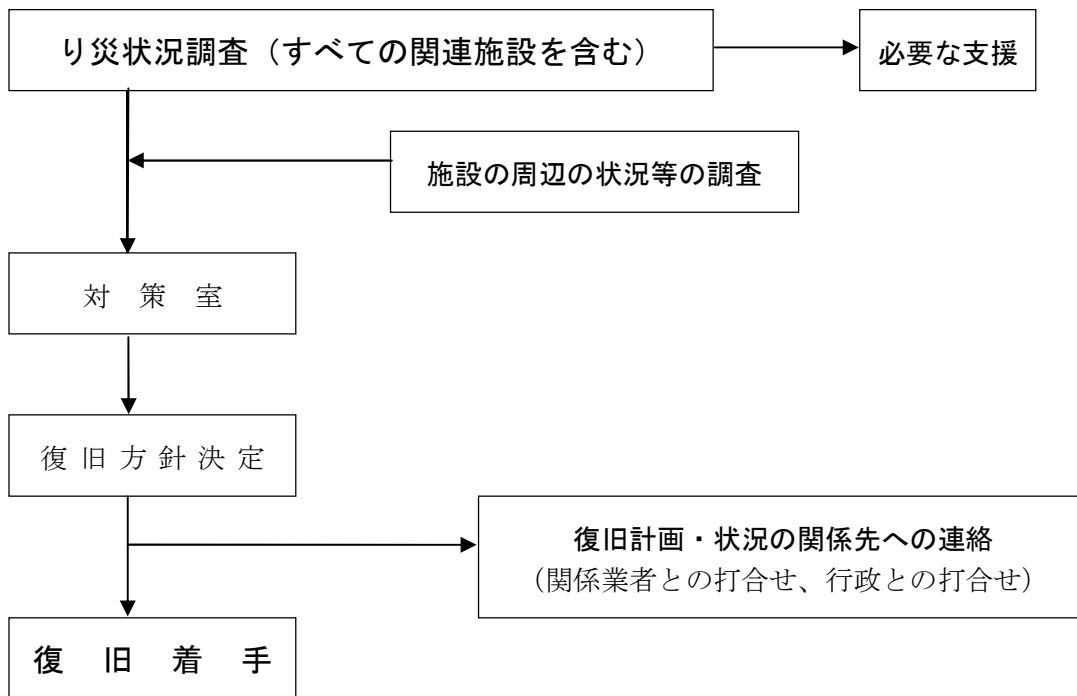 り災状況調査（すべての関連施設を含む）
必要な支援
施設の周辺の状況等の調査
対　策　室
復 旧 方 針 決 定
復旧計画・状況の関係先への連絡
（関係業者との打合せ、行政との打合せ）
復　旧　着　手